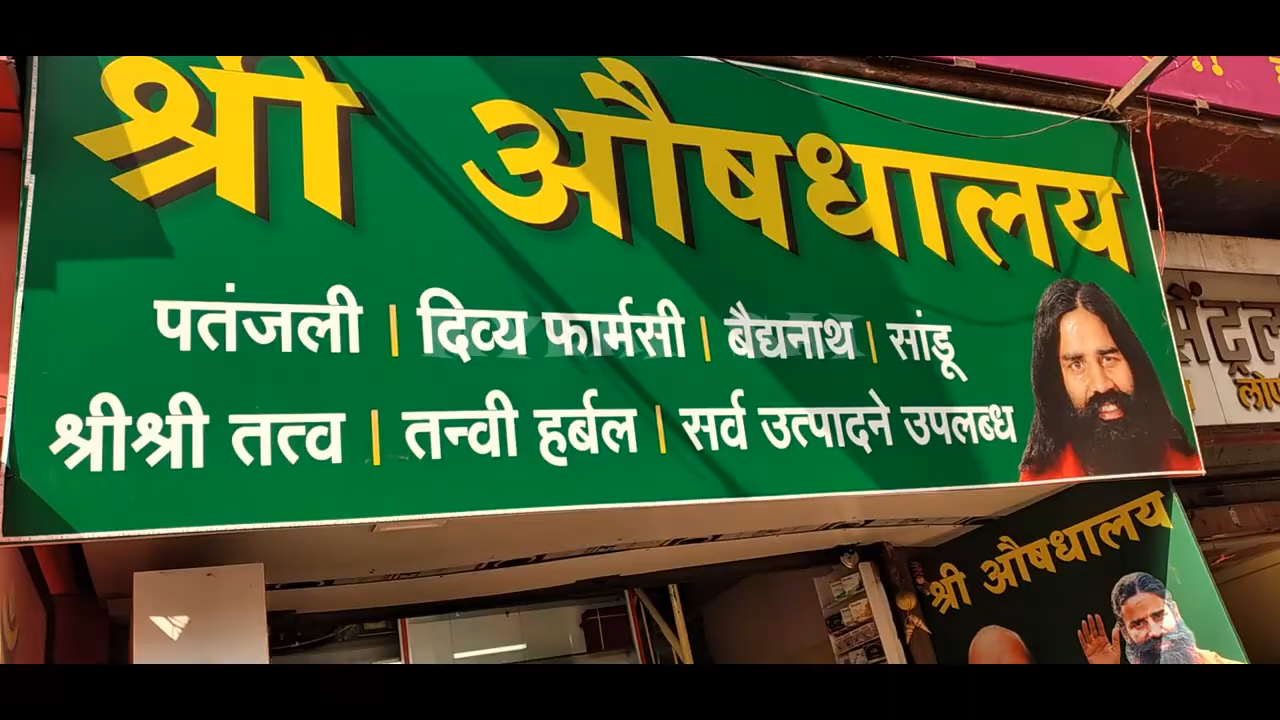 श्री औषधालय
पतंजली | दिव्य फार्मसी | बैद्यनाथ | सांडू
श्रीश्री तत्व | तन्वी हर्बल | सर्व उत्पादने उपलब्ध
श्री औषधालय